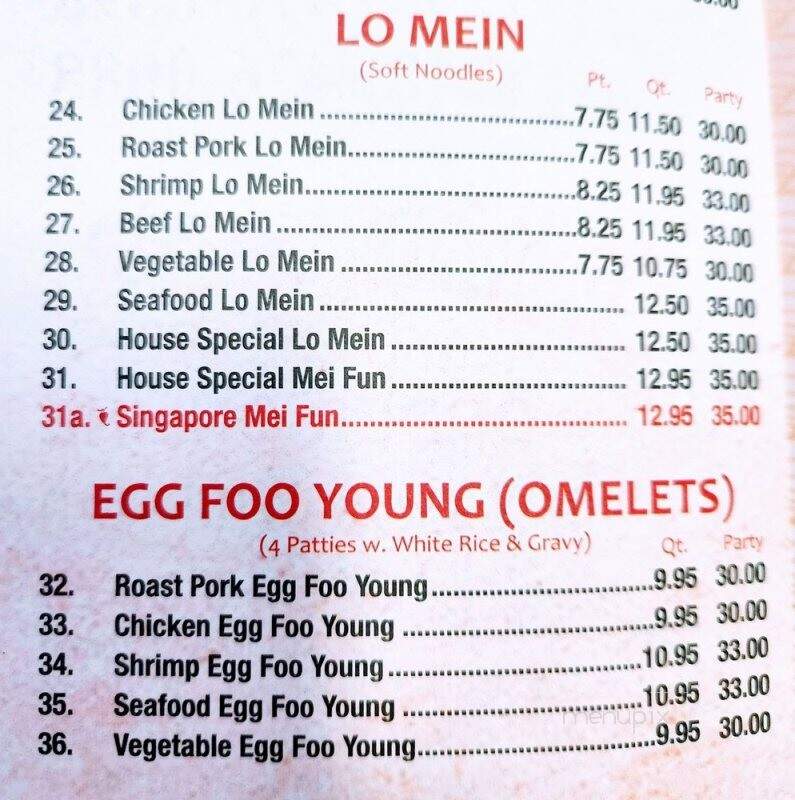 LO MEIN
(Soft Noodles) Pt. Qt. Party
24. Chicken Lo Mein ........................................7.75 11.50 30.00
25. Roast Pork Lo Mein....................................7.75 11.50 30.00
26. Shrimp Lo Mein..........................................8.25 11.95 33.00
27. Beef Lo Mein ..............................................8.25 11.95 33.00
28. Vegetable Lo Mein .....................................7.75 10.75 30.00
29. Seafood Lo Mein ................................................ 12.50 35.00
30. House Special Lo Mein ..................................... 12.50 35.00
31. House Special Mei Fun ..................................... 12.95 35.00
31a. Singapore Mei Fun............................................. 12.95 35.00
EGG FOO YOUNG (OMELETS)
(4 Patties w. White Rice & Gravy) Qt. Party
32. Roast Pork Egg Foo Young ...................................9.95 30.00
33. Chicken Egg Foo Young .......................................9.95 30.00
34. Shrimp Egg Foo Young .......................................10.95 33.00
35. Seafood Egg Foo Young .....................................10.95 33.00
36. Vegetable Egg Foo Young.....................................9.95 30.00
menupix